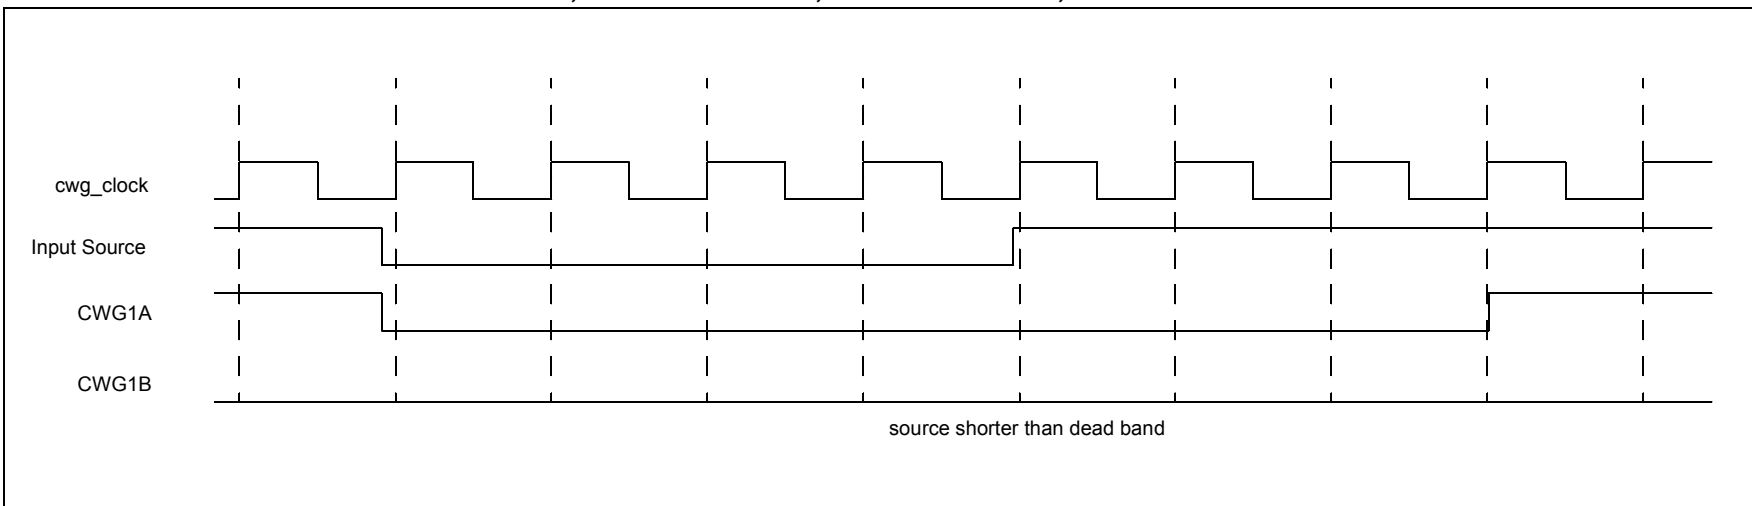 cwg_clock
Input Source
CWG1A
CWG1B
source shorter than dead band